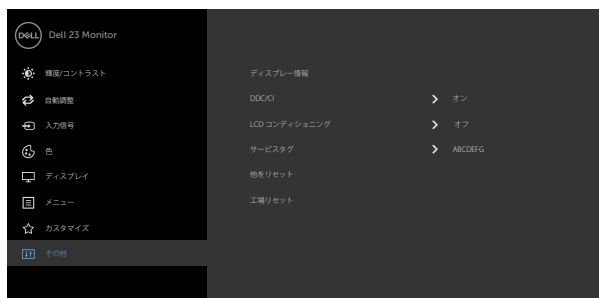 DELL
Dell 23 Monitor
輝度/コントラスト
自動調整
入力信号
色
ディスプレイ
メニュー
カスタマイズ
その他
ディスプレー情報
DDC/CI オン
LCD コンディショニング オフ
サービスタグ ABCDEFG
他をリセット
工場リセット